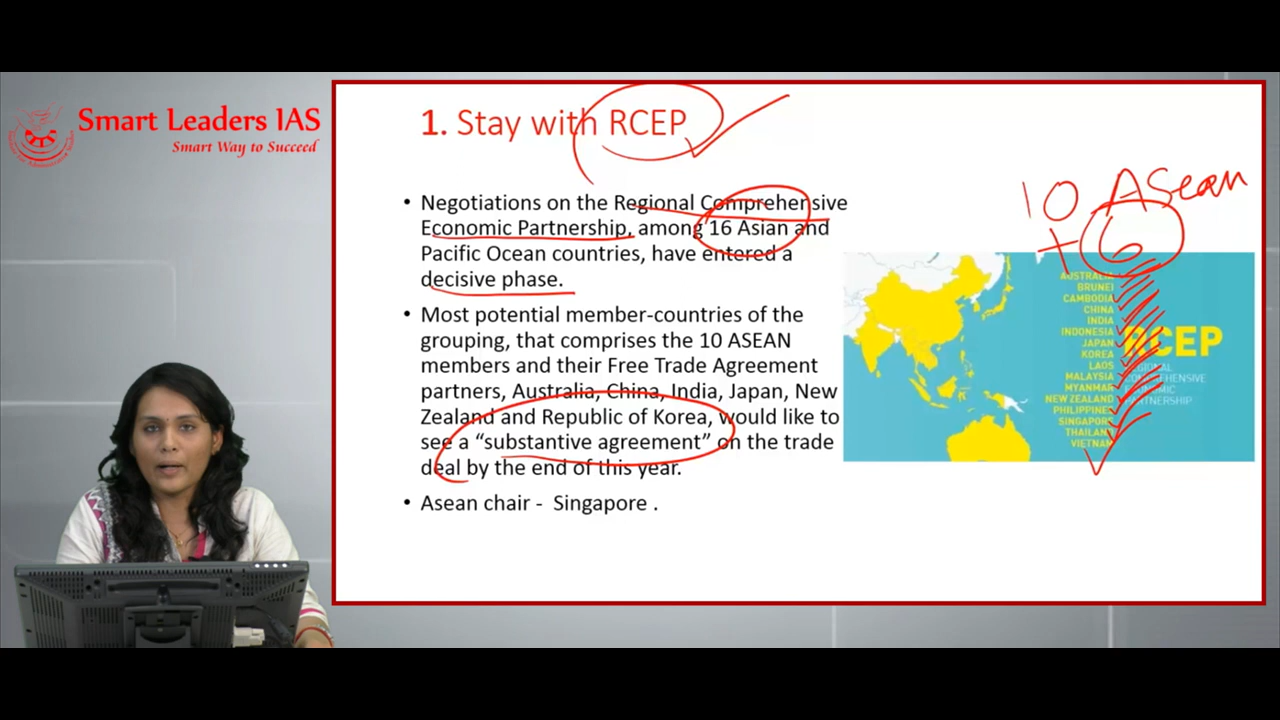 Smart Leaders IAS
Smart Way to Succeed
1. Stay with RCEP
• Negotiations on the Regional Comprehensive
Economic Partnership, among 16 Asian and
Pacific Ocean countries, have entered a
decisive phase.
• Most potential member-countries of the
grouping, that comprises the 10 ASEAN
members and their Free Trade Agreement
partners, Australia, China, India, Japan, New
Zealand and Republic of Korea, would like to
see a “substantive agreement” on the trade
deal by the end of this year.
• Asean chair - Singapore .
10 ASean
+ 6
AUSTRALIA
BRUNEI
CAMBODIA
CHINA
INDIA
INDONESIA
JAPAN
KOREA
LAOS
MALAYSIA
MYANMAR
NEW ZEALAND
PHILIPPINES
SINGAPORE
THAILAND
VIETNAM
RCEP
REGIONAL
COMPREHENSIVE
ECONOMIC
PARTNERSHIP